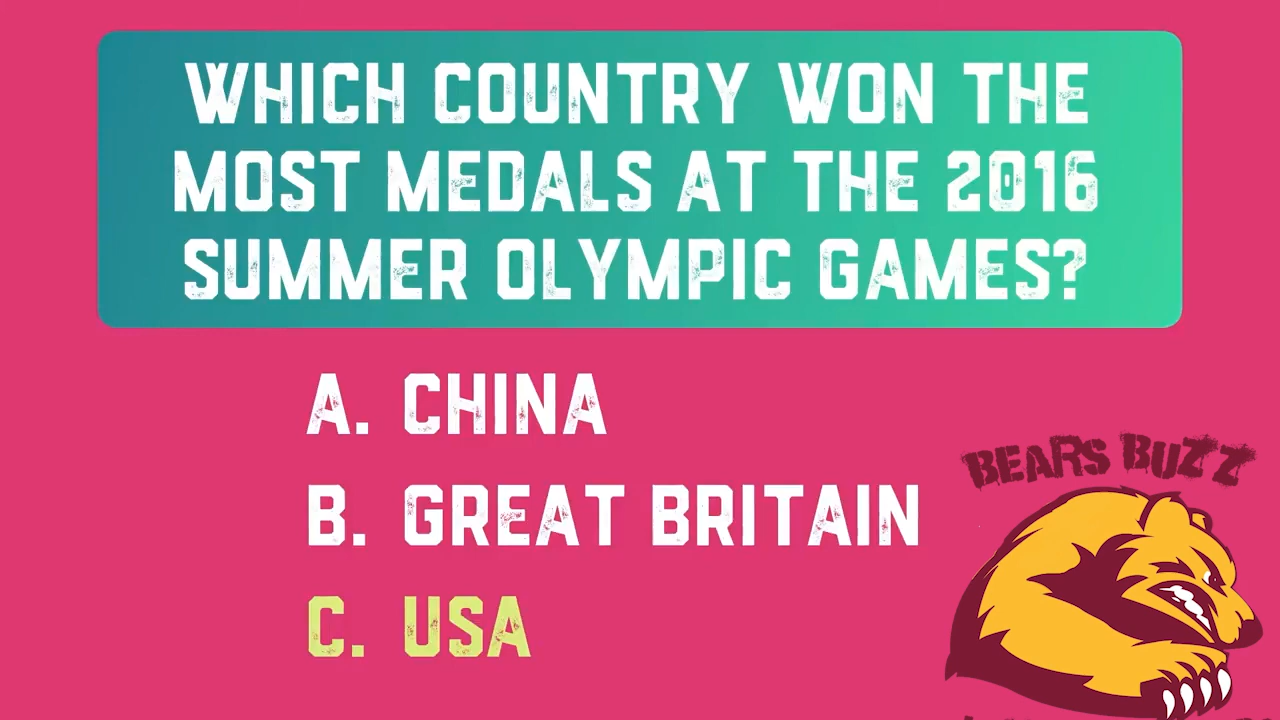 WHICH COUNTRY WON THE
MOST MEDALS AT THE 2016
SUMMER OLYMPIC GAMES?
A. CHINA
B. GREAT BRITAIN
C. USA
BEARS BUZZ